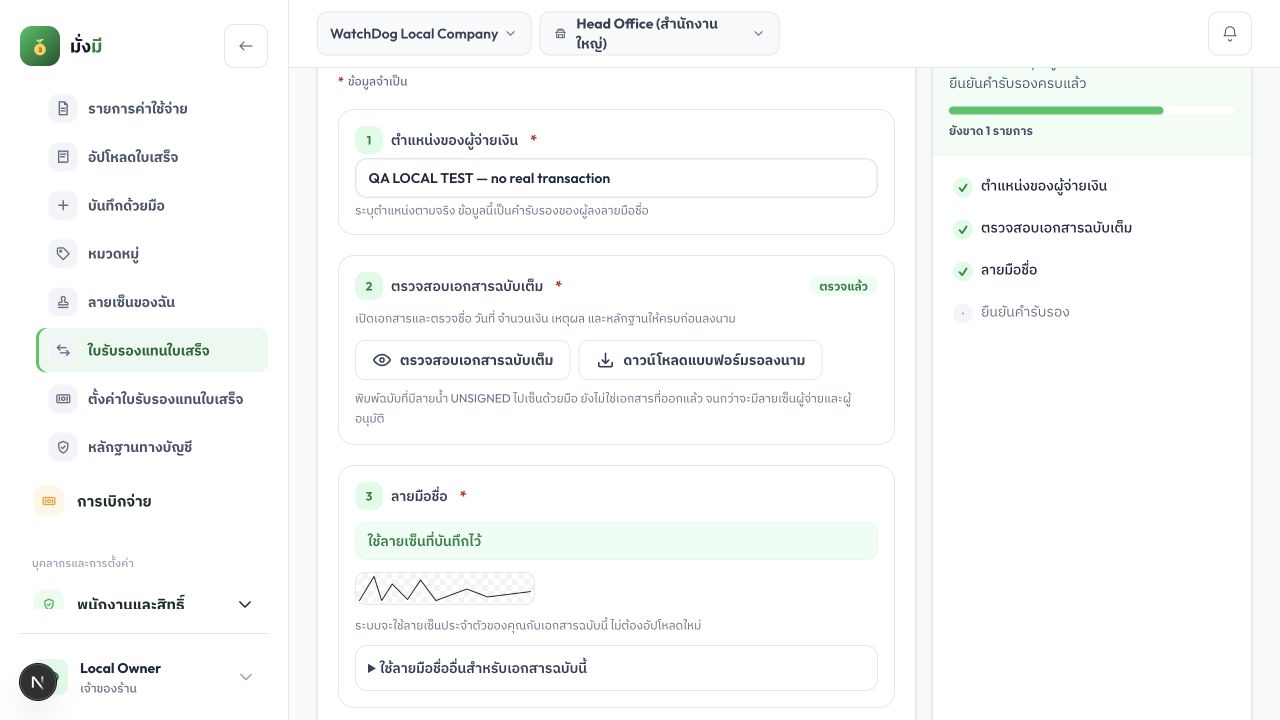 มั่งมี
รายการค่าใช้จ่าย
อัปโหลดใบเสร็จ
บันทึกด้วยมือ
หมวดหมู่
ลายเซ็นของฉัน
ใบรับรองแทนใบเสร็จ
ตั้งค่าใบรับรองแทนใบเสร็จ
หลักฐานทางบัญชี
การเบิกจ่าย
บุคลากรและการตั้งค่า
พนักงานและสิทธิ์
Local Owner
เจ้าของร้าน
N
WatchDog Local Company
Head Office (สำนักงาน
ใหญ่)
* ข้อมูลจำเป็น
1 ตำแหน่งของผู้จ่ายเงิน *
QA LOCAL TEST — no real transaction
ระบุตำแหน่งตามจริง ข้อมูลนี้เป็นคำรับรองของผู้ลงลายมือชื่อ
2 ตรวจสอบเอกสารฉบับเต็ม * ตรวจแล้ว
เปิดเอกสารและตรวจชื่อ วันที่ จำนวนเงิน เหตุผล และหลักฐานให้ครบก่อนลงนาม
ตรวจสอบเอกสารฉบับเต็ม
ดาวน์โหลดแบบฟอร์มรอลงนาม
พิมพ์ฉบับที่มีลายน้ำ UNSIGNED ไปเซ็นด้วยมือ ยังไม่ใช่เอกสารที่ออกแล้ว จนกว่าจะมีลายเซ็นผู้จ่ายและผู้
อนุมัติ
3 ลายมือชื่อ *
ใช้ลายเซ็นที่บันทึกไว้
ระบบจะใช้ลายเซ็นประจำตัวของคุณกับเอกสารฉบับนี้ ไม่ต้องอัปโหลดใหม่
ใช้ลายมือชื่ออื่นสำหรับเอกสารฉบับนี้
ยืนยันคำรับรองครบแล้ว
ยังขาด 1 รายการ
ตำแหน่งของผู้จ่ายเงิน
ตรวจสอบเอกสารฉบับเต็ม
ลายมือชื่อ
ยืนยันคำรับรอง